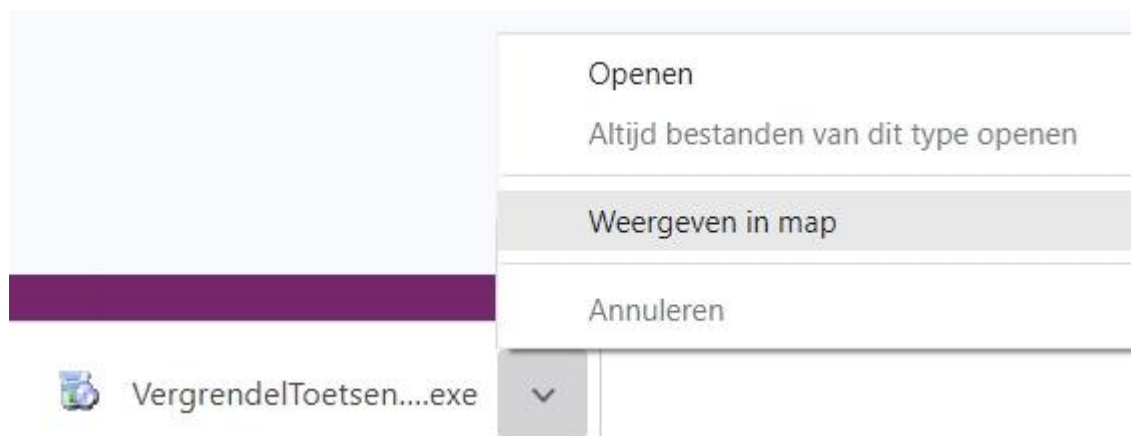 Openen
Altijd bestanden van dit type openen
Weergeven in map
Annuleren
VergrendelToetsen....exe